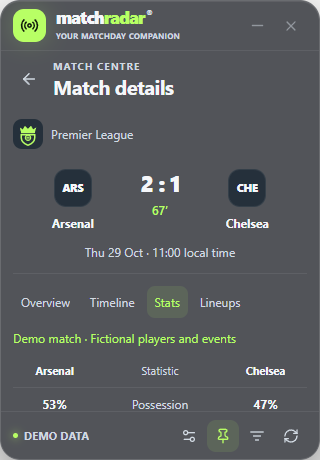 matchradar®
YOUR MATCHDAY COMPANION
MATCH CENTRE
Match details
Premier League
ARS
2 : 1
CHE
67'
Arsenal
Chelsea
Thu 29 Oct · 11:00 local time
Overview Timeline Stats Lineups
Demo match · Fictional players and events
Arsenal Statistic Chelsea
53% Possession 47%
DEMO DATA